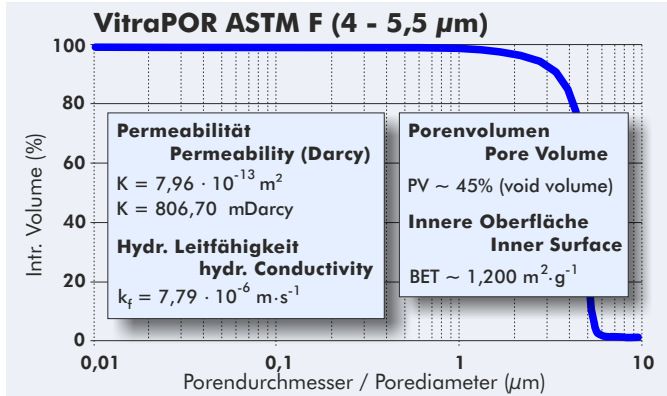 VitraPOR ASTM F (4 - 5,5 µm)
Intr. Volume (%)
100
80
60
40
20
0
Permeabilität
Permeability (Darcy)
K = 7,96 · 10⁻¹³ m²
K = 806,70 mDarcy
Hydr. Leitfähigkeit
hydr. Conductivity
k_f = 7,79 · 10⁻⁶ m·s⁻¹
Porenvolumen
Pore Volume
PV ~ 45% (void volume)
Innere Oberfläche
Inner Surface
BET ~ 1,200 m²·g⁻¹
0,01 0,1 1 10
Porendurchmesser / Porediameter (µm)